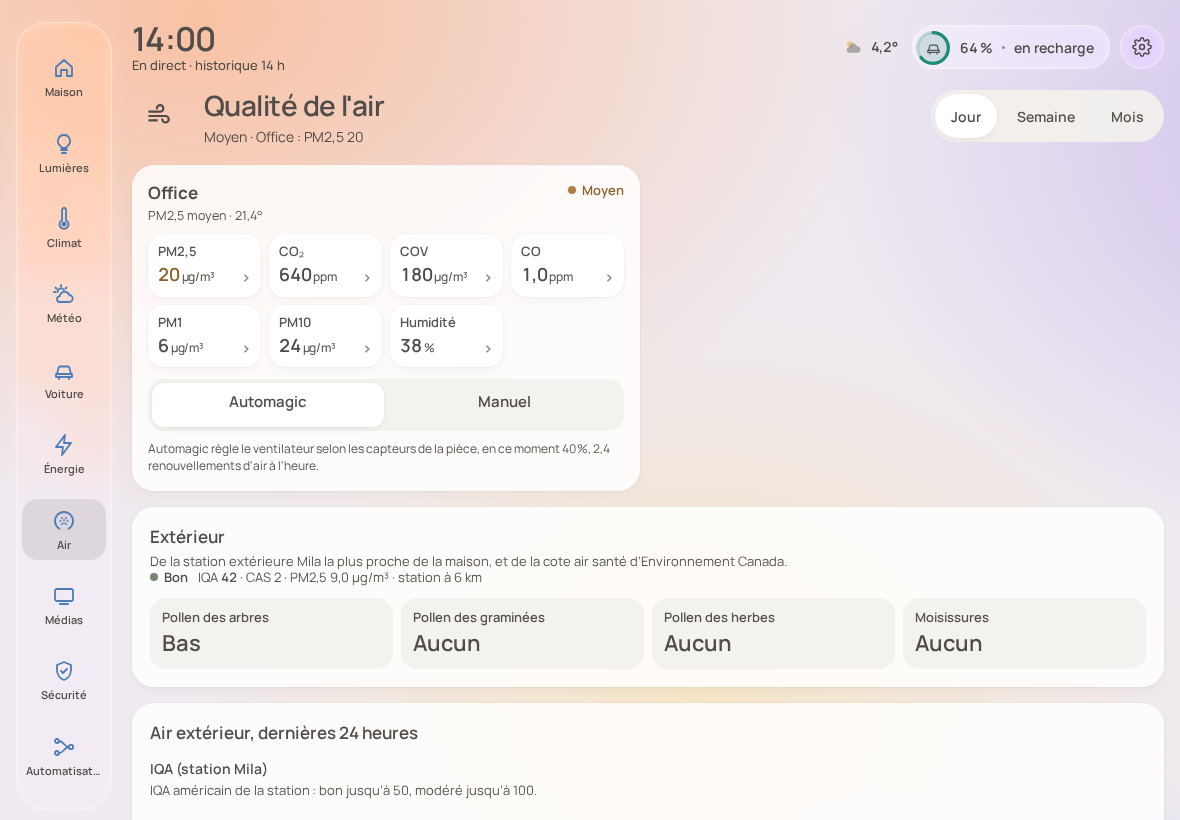 14:00
En direct · historique 14 h
4,2°
64 % • en recharge
Qualité de l'air
Moyen · Office : PM2,5 20
Jour
Semaine
Mois
Maison
Lumières
Climat
Météo
Voiture
Énergie
Air
Médias
Sécurité
Automatisat…
Office
Moyen
PM2,5 moyen · 21,4°
PM2,5
20 µg/m³
CO₂
640 ppm
COV
180 µg/m³
CO
1,0 ppm
PM1
6 µg/m³
PM10
24 µg/m³
Humidité
38 %
Automagic
Manuel
Automagic règle le ventilateur selon les capteurs de la pièce, en ce moment 40 %, 2,4
renouvellements d'air à l'heure.
Extérieur
De la station extérieure Mila la plus proche de la maison, et de la cote air santé d'Environnement Canada.
Bon IQA 42 · CAS 2 · PM2,5 9,0 µg/m³ · station à 6 km
Pollen des arbres
Bas
Pollen des graminées
Aucun
Pollen des herbes
Aucun
Moisissures
Aucun
Air extérieur, dernières 24 heures
IQA (station Mila)
IQA américain de la station : bon jusqu'à 50, modéré jusqu'à 100.